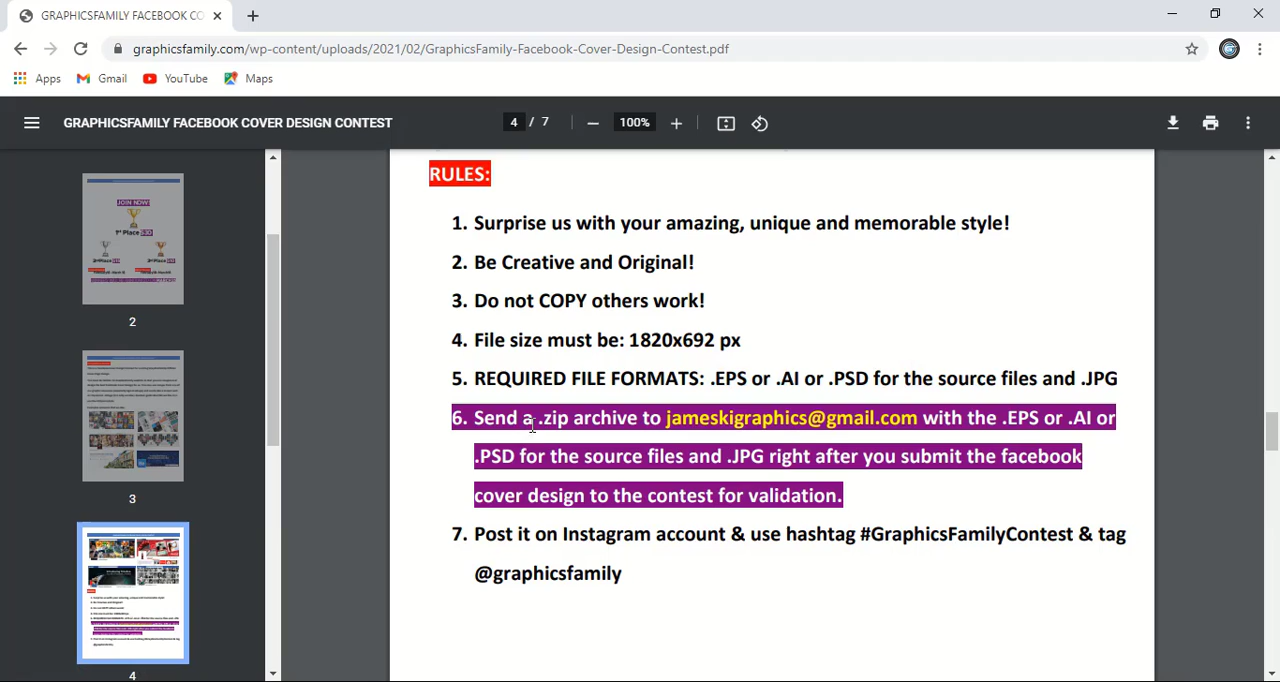 GRAPHICSFAMILY FACEBOOK CO
graphicsfamily.com/wp-content/uploads/2021/02/GraphicsFamily-Facebook-Cover-Design-Contest.pdf
Apps Gmail YouTube Maps
GRAPHICSFAMILY FACEBOOK COVER DESIGN CONTEST 4 / 7 100%
JOIN NOW!
1st Place $30
2
3
4
RULES:
1. Surprise us with your amazing, unique and memorable style!
2. Be Creative and Original!
3. Do not COPY others work!
4. File size must be: 1820x692 px
5. REQUIRED FILE FORMATS: .EPS or .AI or .PSD for the source files and .JPG
6. Send a .zip archive to jameskigraphics@gmail.com with the .EPS or .AI or
.PSD for the source files and .JPG right after you submit the facebook
cover design to the contest for validation.
7. Post it on Instagram account & use hashtag #GraphicsFamilyContest & tag
@graphicsfamily